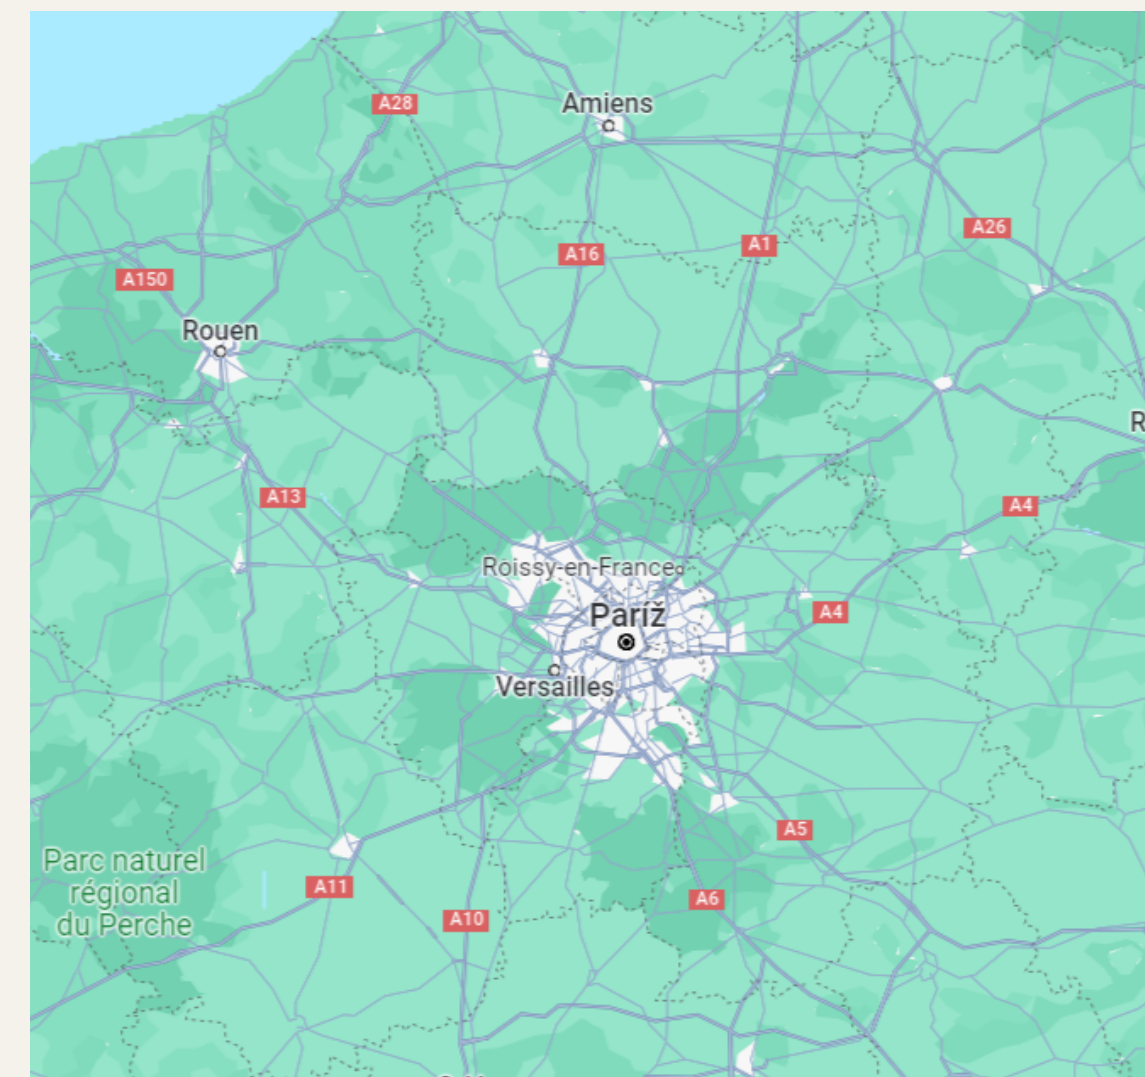 A28
Amiens
A26
A1
A16
A150
Rouen
R
A13
A4
Roissy-en-France
Paríž
A4
Versailles
A5
Parc naturel
régional
du Perche
A11
A6
A10